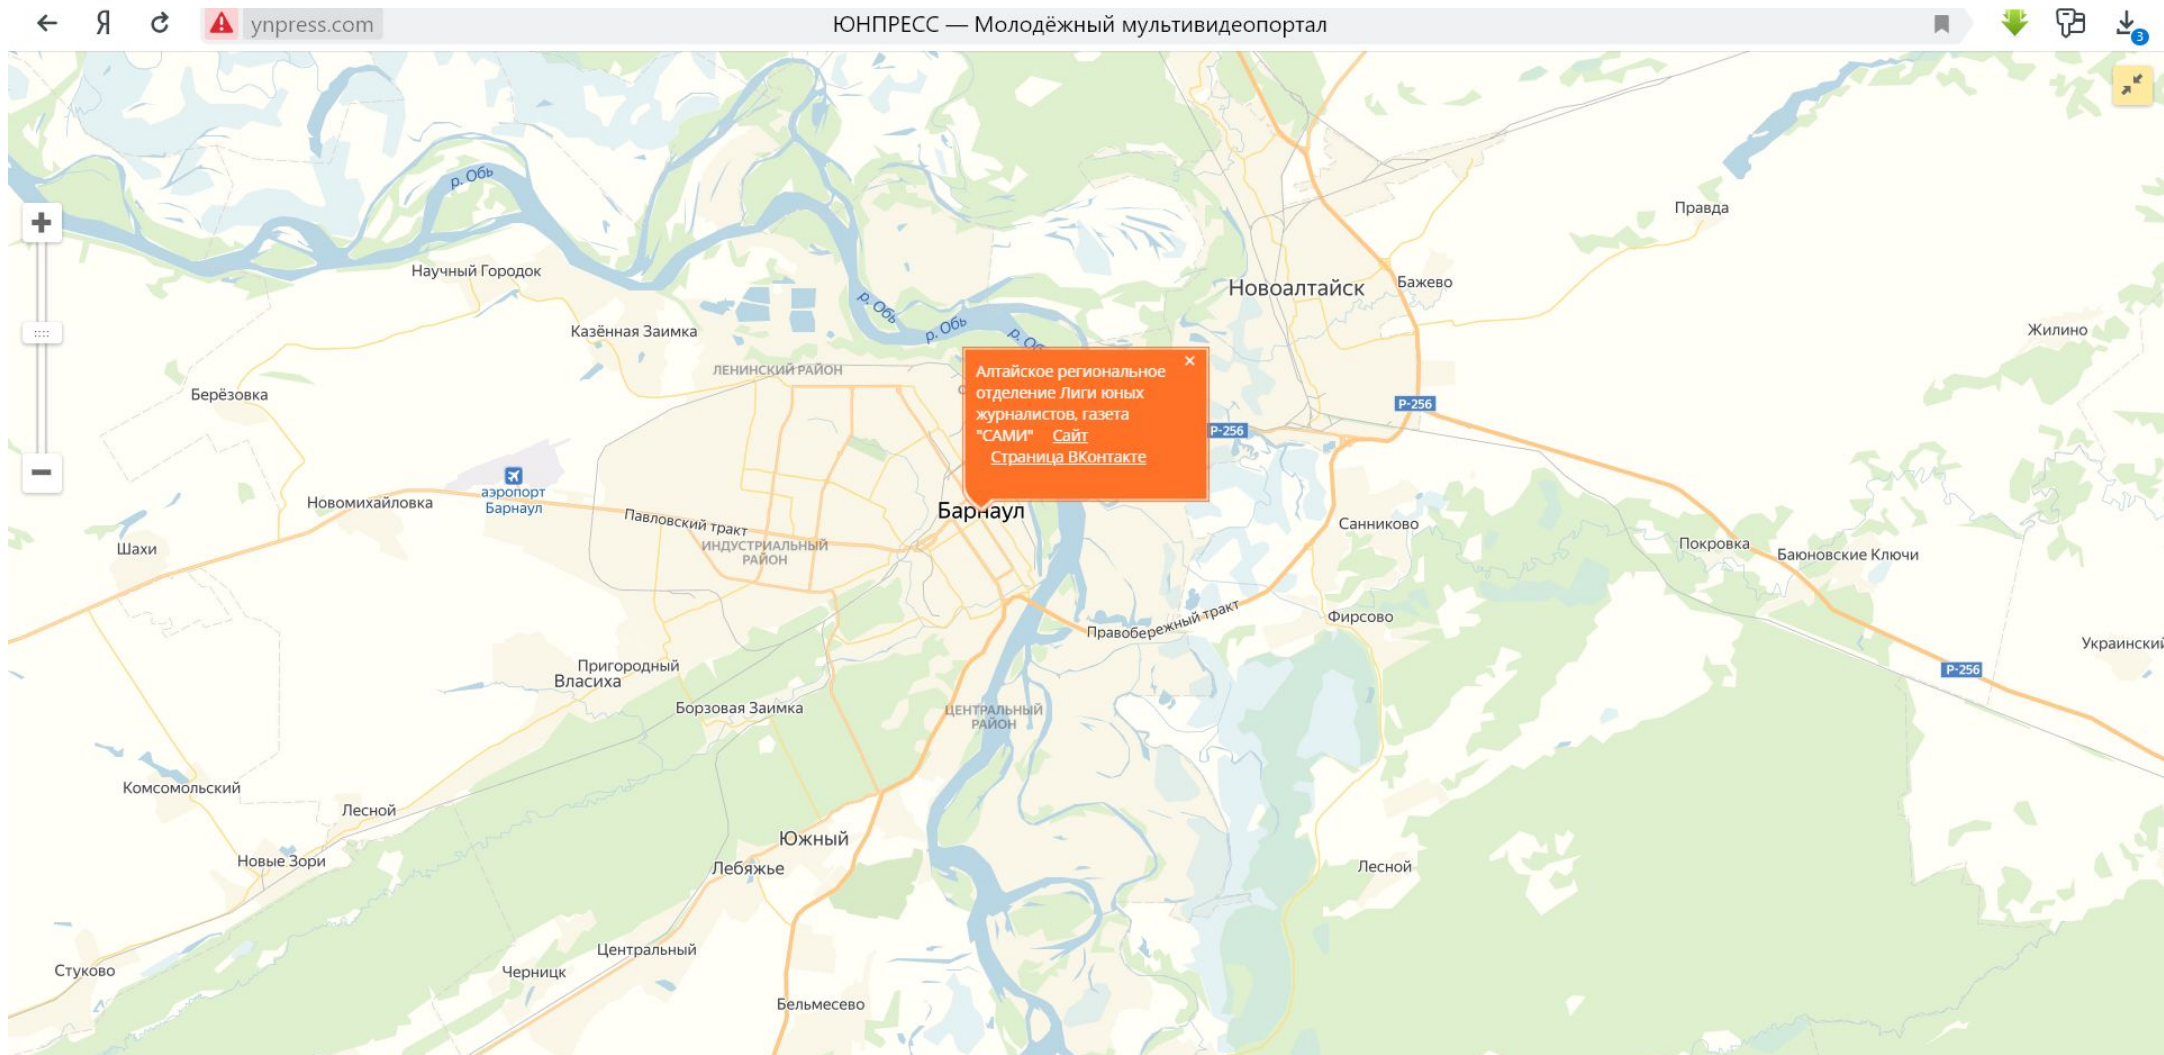 Я
ynpress.com
ЮНПРЕСС — Молодёжный мультивидеопортал
3
р. Обь
Правда
Научный Городок
Новоалтайск
Бажево
р. Обь
р. Обь
Казённая Заимка
Жилино
ЛЕНИНСКИЙ РАЙОН
Алтайское региональное
отделение Лиги юных
журналистов, газета
"САМИ" Сайт
Страница ВКонтакте
Берёзовка
Р-256
Р-256
аэропорт
Барнаул
Новомихайловка
Барнаул
Павловский тракт
Санниково
Шахи
ИНДУСТРИАЛЬНЫЙ
РАЙОН
Покровка
Баюновские Ключи
Правобережный тракт
Фирсово
Украинский
Пригородный
Власиха
Р-256
Борзовая Заимка
ЦЕНТРАЛЬНЫЙ
РАЙОН
Комсомольский
Лесной
Южный
Новые Зори
Лебяжье
Лесной
Центральный
Стуково
Черницк
Бельмесево